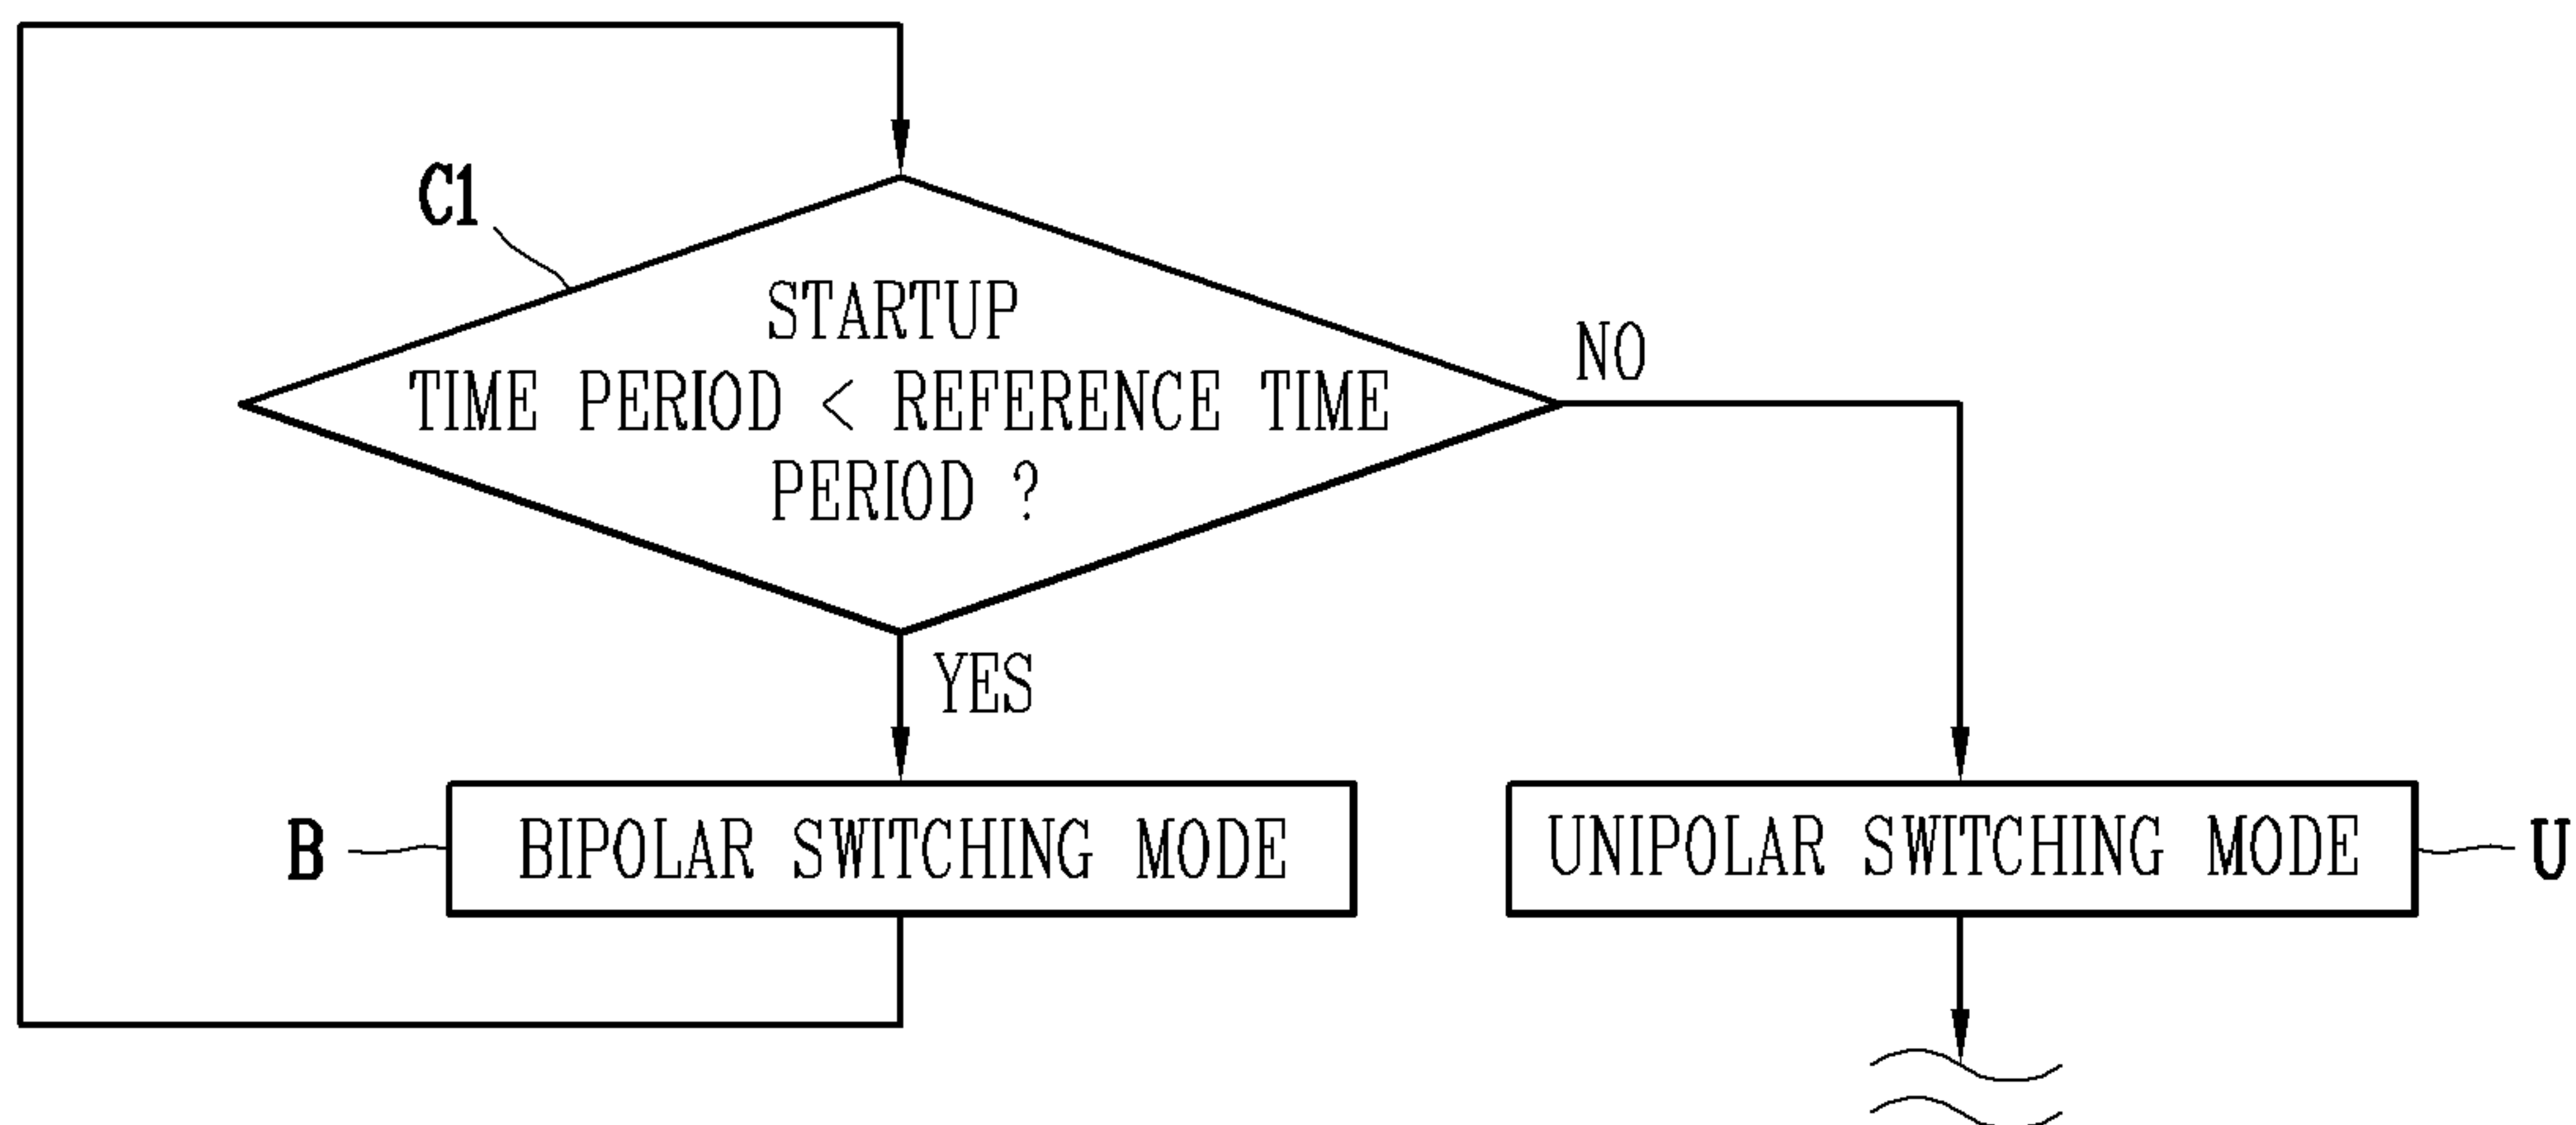 C1
STARTUP
TIME PERIOD < REFERENCE TIME
PERIOD ?
NO
YES
B
BIPOLAR SWITCHING MODE
UNIPOLAR SWITCHING MODE
U